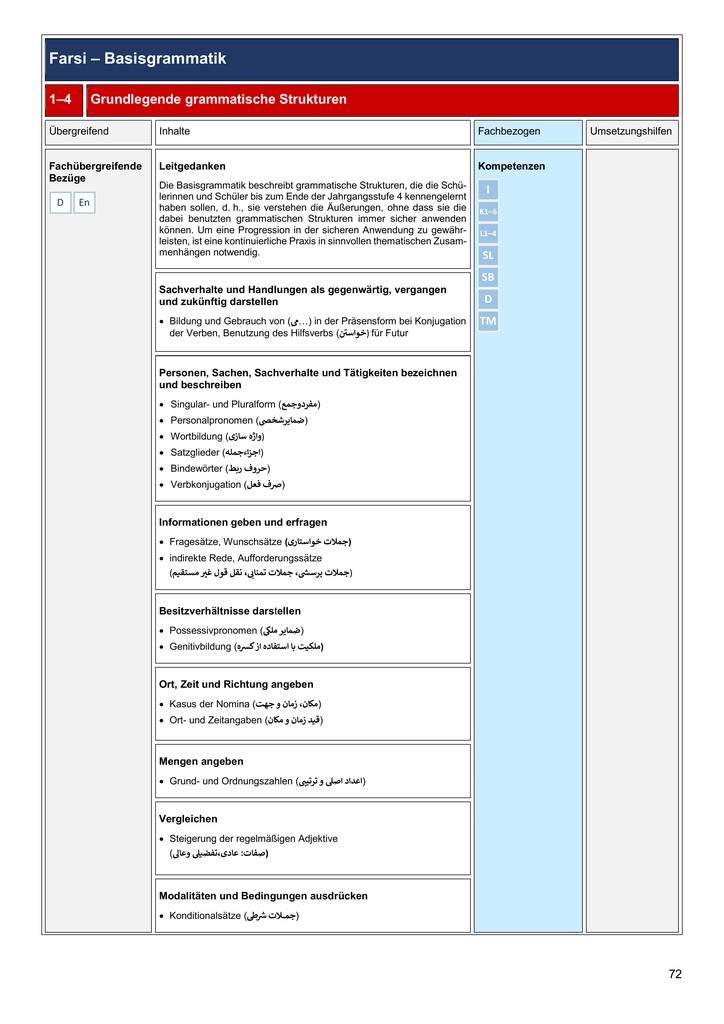 Farsi – Basisgrammatik
1–4 Grundlegende grammatische Strukturen
Übergreifend Inhalte Fachbezogen Umsetzungshilfen
Fachübergreifende
Bezüge
D En
Leitgedanken
Die Basisgrammatik beschreibt grammatische Strukturen, die die Schü-
lerinnen und Schüler bis zum Ende der Jahrgangsstufe 4 kennengelernt
haben sollen, d. h., sie verstehen die Äußerungen, ohne dass sie die
dabei benutzten grammatischen Strukturen immer sicher anwenden
können. Um eine Progression in der sicheren Anwendung zu gewähr-
leisten, ist eine kontinuierliche Praxis in sinnvollen thematischen Zusam-
menhängen notwendig.
Sachverhalte und Handlungen als gegenwärtig, vergangen
und zukünftig darstellen
• Bildung und Gebrauch von (می…) in der Präsensform bei Konjugation
der Verben, Benutzung des Hilfsverbs (خواستن) für Futur
Personen, Sachen, Sachverhalte und Tätigkeiten bezeichnen
und beschreiben
• Singular- und Pluralform (مفردوجمع)
• Personalpronomen (ضمایرشخصی)
• Wortbildung (واژه سازی)
• Satzglieder (اجزاءجمله)
• Bindewörter (حروف ربط)
• Verbkonjugation (صرف فعل)
Informationen geben und erfragen
• Fragesätze, Wunschsätze (جملات خواستاری)
• indirekte Rede, Aufforderungssätze
(جملات پرسشی، جملات تمنایی، نقل قول غیر مستقیم)
Besitzverhältnisse darstellen
• Possessivpronomen (ضمایر ملکی)
• Genitivbildung (ملکیت با استفاده از کسره)
Ort, Zeit und Richtung angeben
• Kasus der Nomina (مکان، زمان و جهت)
• Ort- und Zeitangaben (قید زمان و مکان)
Mengen angeben
• Grund- und Ordnungszahlen (اعداد اصلی و ترتیبی)
Vergleichen
• Steigerung der regelmäßigen Adjektive
(صفات: عادی،تفضیلی وعالی)
Modalitäten und Bedingungen ausdrücken
• Konditionalsätze (جملات شرطی)
Kompetenzen
I
K1–6
L1–4
SL
SB
D
TM
72